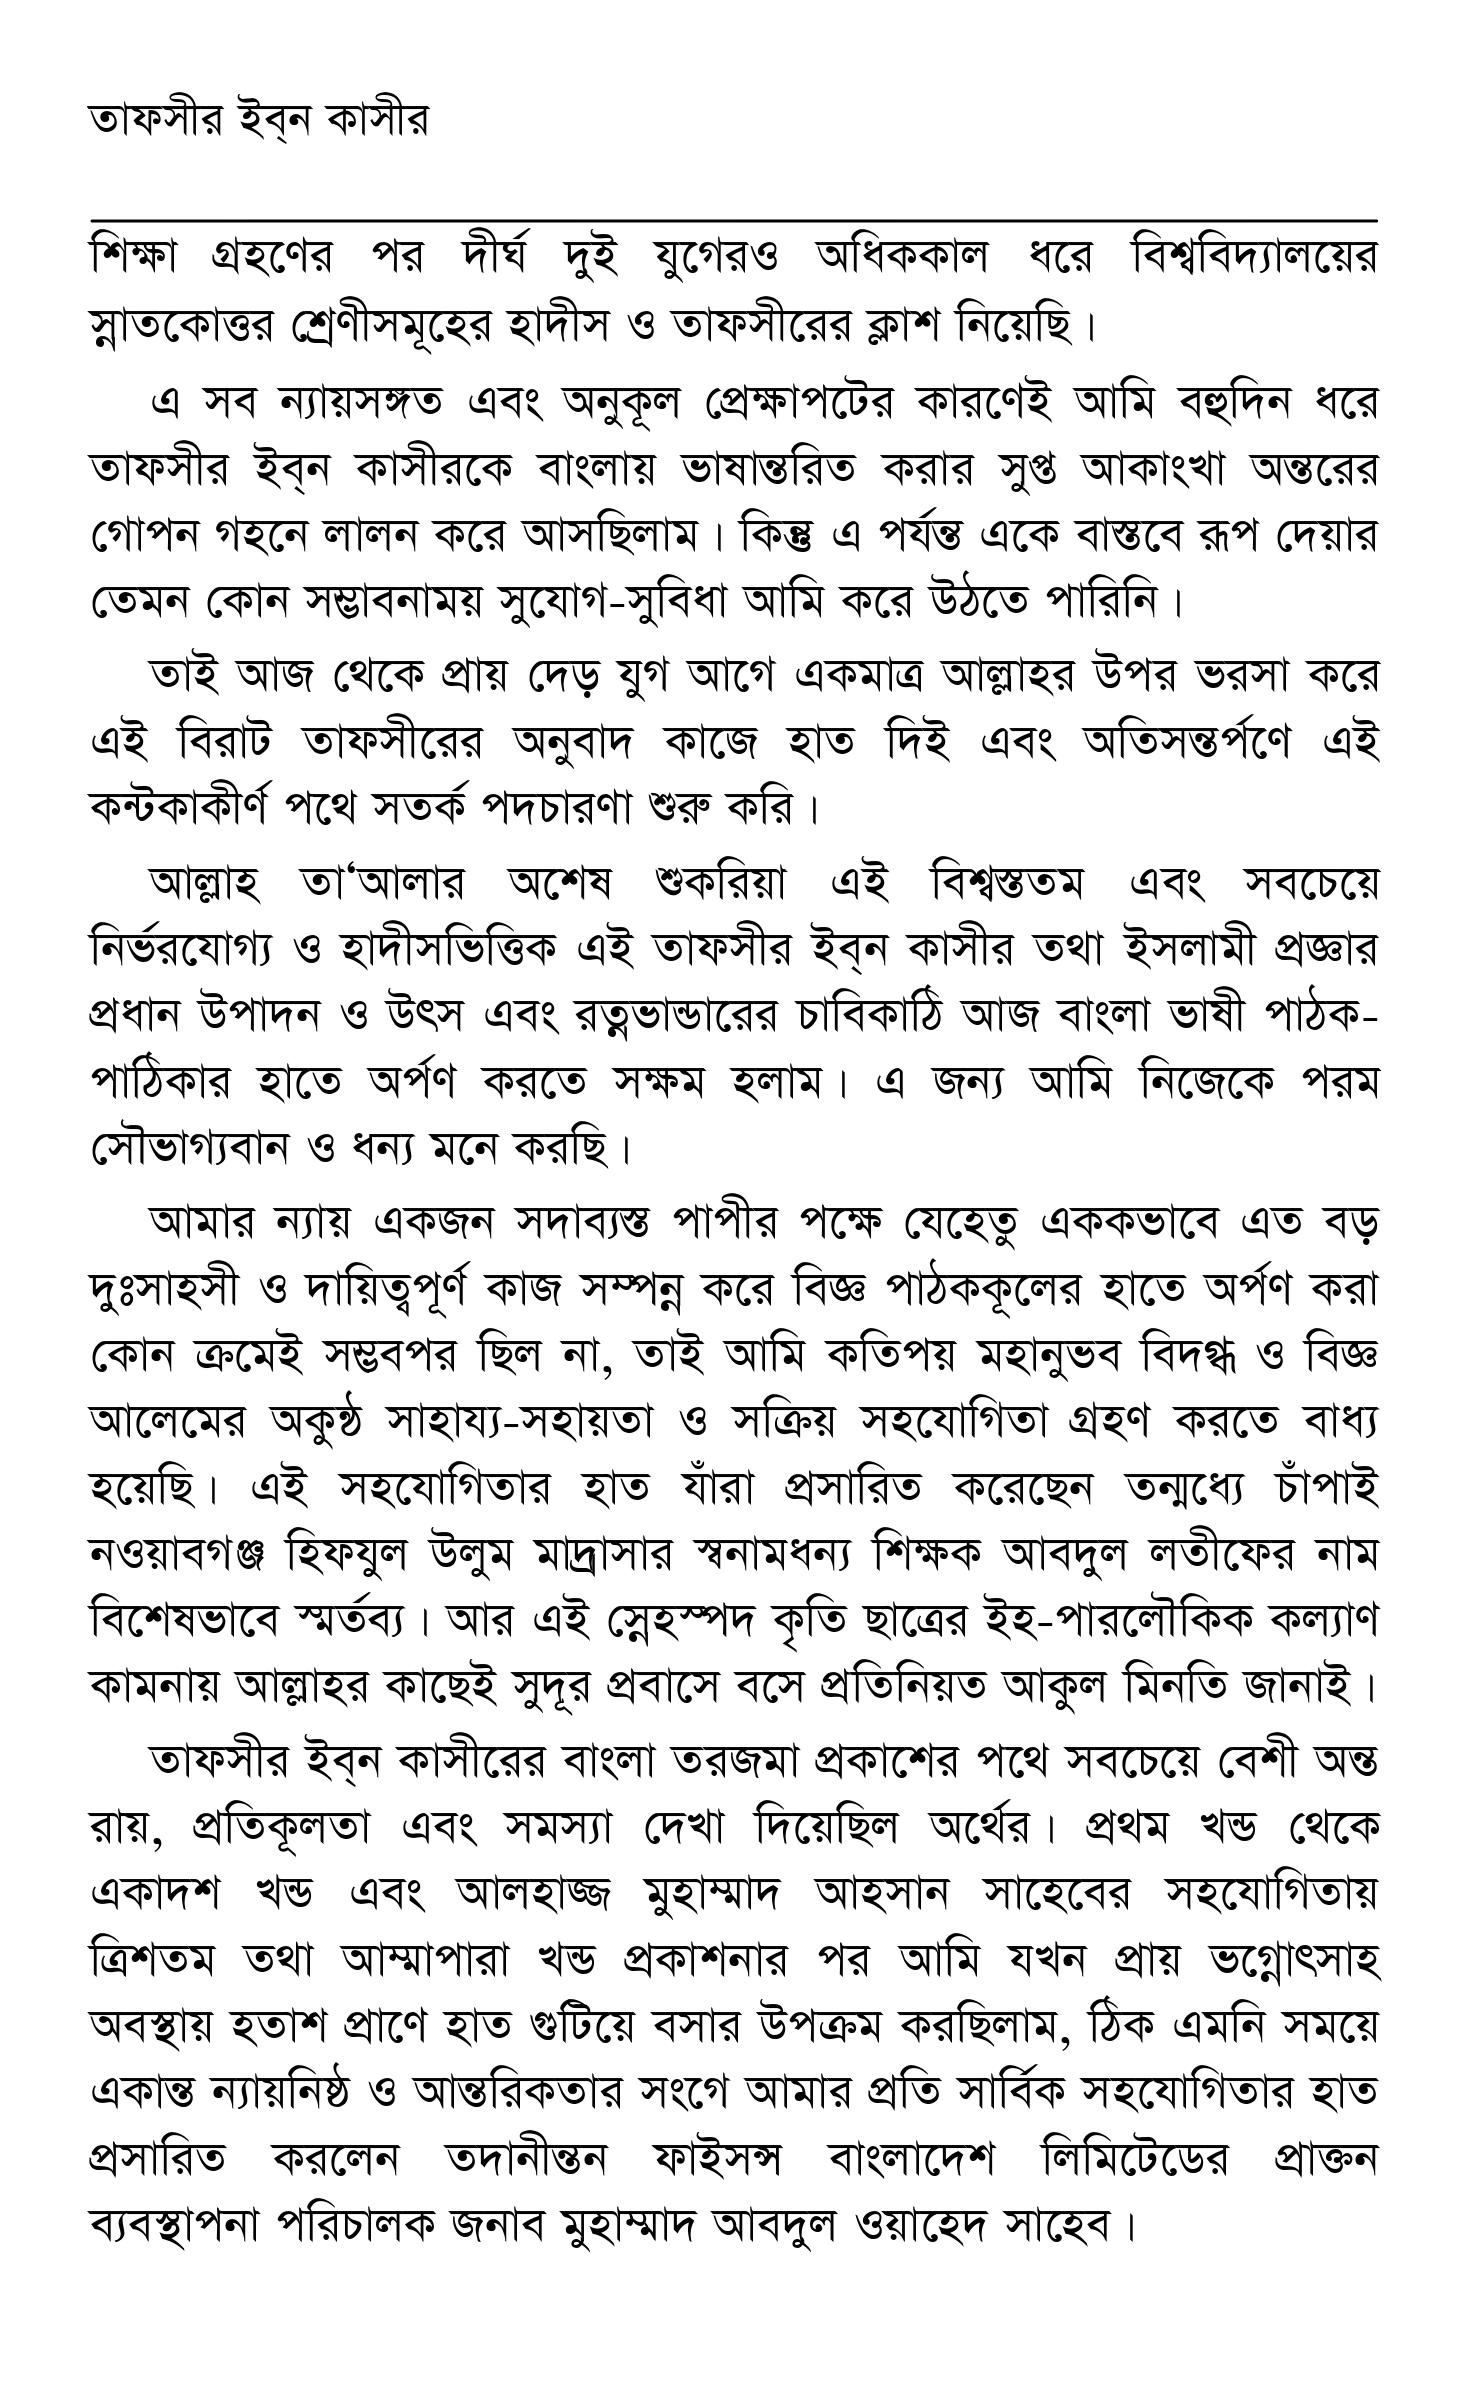 তাফসীর ইব্‌ন কাসীর
শিক্ষা গ্রহণের পর দীর্ঘ দুই যুগেরও অধিককাল ধরে বিশ্ববিদ্যালয়ের
স্নাতকোত্তর শ্রেণীসমূহের হাদীস ও তাফসীরের ক্লাশ নিয়েছি।
এ সব ন্যায়সঙ্গত এবং অনুকূল প্রেক্ষাপটের কারণেই আমি বহুদিন ধরে
তাফসীর ইব্‌ন কাসীরকে বাংলায় ভাষান্তরিত করার সুপ্ত আকাংখা অন্তরের
গোপন গহনে লালন করে আসছিলাম। কিন্তু এ পর্যন্ত একে বাস্তবে রূপ দেয়ার
তেমন কোন সম্ভাবনাময় সুযোগ-সুবিধা আমি করে উঠতে পারিনি।
তাই আজ থেকে প্রায় দেড় যুগ আগে একমাত্র আল্লাহর উপর ভরসা করে
এই বিরাট তাফসীরের অনুবাদ কাজে হাত দিই এবং অতিসন্তর্পণে এই
কন্টকাকীর্ণ পথে সতর্ক পদচারণা শুরু করি।
আল্লাহ তা‘আলার অশেষ শুকরিয়া এই বিশ্বস্ততম এবং সবচেয়ে
নির্ভরযোগ্য ও হাদীসভিত্তিক এই তাফসীর ইব্‌ন কাসীর তথা ইসলামী প্রজ্ঞার
প্রধান উপাদন ও উৎস এবং রত্নভান্ডারের চাবিকাঠি আজ বাংলা ভাষী পাঠক-
পাঠিকার হাতে অর্পণ করতে সক্ষম হলাম। এ জন্য আমি নিজেকে পরম
সৌভাগ্যবান ও ধন্য মনে করছি।
আমার ন্যায় একজন সদাব্যস্ত পাপীর পক্ষে যেহেতু এককভাবে এত বড়
দুঃসাহসী ও দায়িত্বপূর্ণ কাজ সম্পন্ন করে বিজ্ঞ পাঠককূলের হাতে অর্পণ করা
কোন ক্রমেই সম্ভবপর ছিল না, তাই আমি কতিপয় মহানুভব বিদগ্ধ ও বিজ্ঞ
আলেমের অকুন্ঠ সাহায্য-সহায়তা ও সক্রিয় সহযোগিতা গ্রহণ করতে বাধ্য
হয়েছি। এই সহযোগিতার হাত যাঁরা প্রসারিত করেছেন তন্মধ্যে চাঁপাই
নওয়াবগঞ্জ হিফযুল উলুম মাদ্রাসার স্বনামধন্য শিক্ষক আবদুল লতীফের নাম
বিশেষভাবে স্মর্তব্য। আর এই স্নেহস্পদ কৃতি ছাত্রের ইহ-পারলৌকিক কল্যাণ
কামনায় আল্লাহর কাছেই সুদূর প্রবাসে বসে প্রতিনিয়ত আকুল মিনতি জানাই।
তাফসীর ইব্‌ন কাসীরের বাংলা তরজমা প্রকাশের পথে সবচেয়ে বেশী অন্ত
রায়, প্রতিকূলতা এবং সমস্যা দেখা দিয়েছিল অর্থের। প্রথম খন্ড থেকে
একাদশ খন্ড এবং আলহাজ্জ মুহাম্মাদ আহসান সাহেবের সহযোগিতায়
ত্রিশতম তথা আম্মাপারা খন্ড প্রকাশনার পর আমি যখন প্রায় ভগ্নোৎসাহ
অবস্থায় হতাশ প্রাণে হাত গুটিয়ে বসার উপক্রম করছিলাম, ঠিক এমনি সময়ে
একান্ত ন্যায়নিষ্ঠ ও আন্তরিকতার সংগে আমার প্রতি সার্বিক সহযোগিতার হাত
প্রসারিত করলেন তদানীন্তন ফাইসন্স বাংলাদেশ লিমিটেডের প্রাক্তন
ব্যবস্থাপনা পরিচালক জনাব মুহাম্মাদ আবদুল ওয়াহেদ সাহেব।